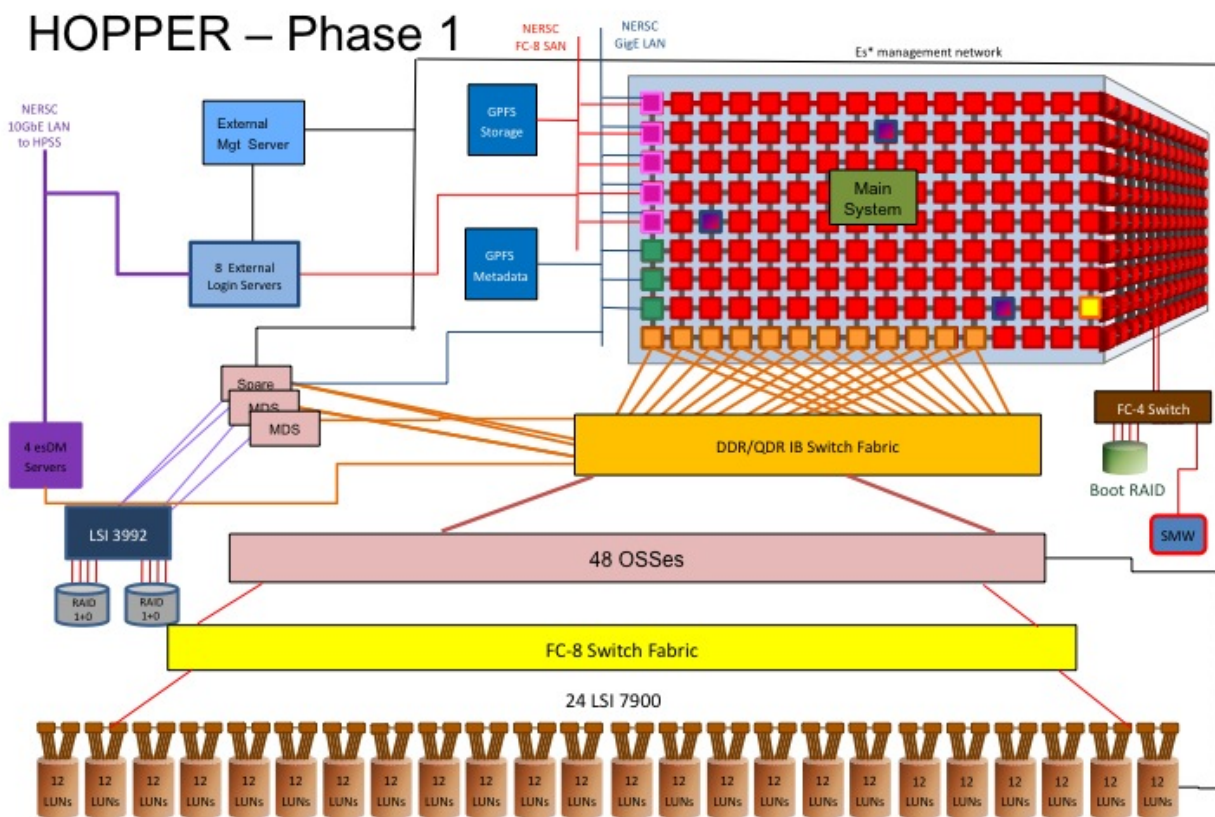 HOPPER – Phase 1
NERSC
FC-8 SAN
NERSC
GigE LAN
Es* management network
NERSC
10GbE LAN
to HPSS
External
Mgt Server
GPFS
Storage
Main
System
8 External
Login Servers
GPFS
Metadata
Spare
MDS
MDS
4 esDM
Servers
DDR/QDR IB Switch Fabric
FC-4 Switch
Boot RAID
SMW
LSI 3992
RAID
1+0
RAID
1+0
48 OSSes
FC-8 Switch Fabric
24 LSI 7900
12 12 12 12 12 12 12 12 12 12 12 12 12 12 12 12 12 12 12 12 12 12 12 12
LUNs LUNs LUNs LUNs LUNs LUNs LUNs LUNs LUNs LUNs LUNs LUNs LUNs LUNs LUNs LUNs LUNs LUNs LUNs LUNs LUNs LUNs LUNs LUNs